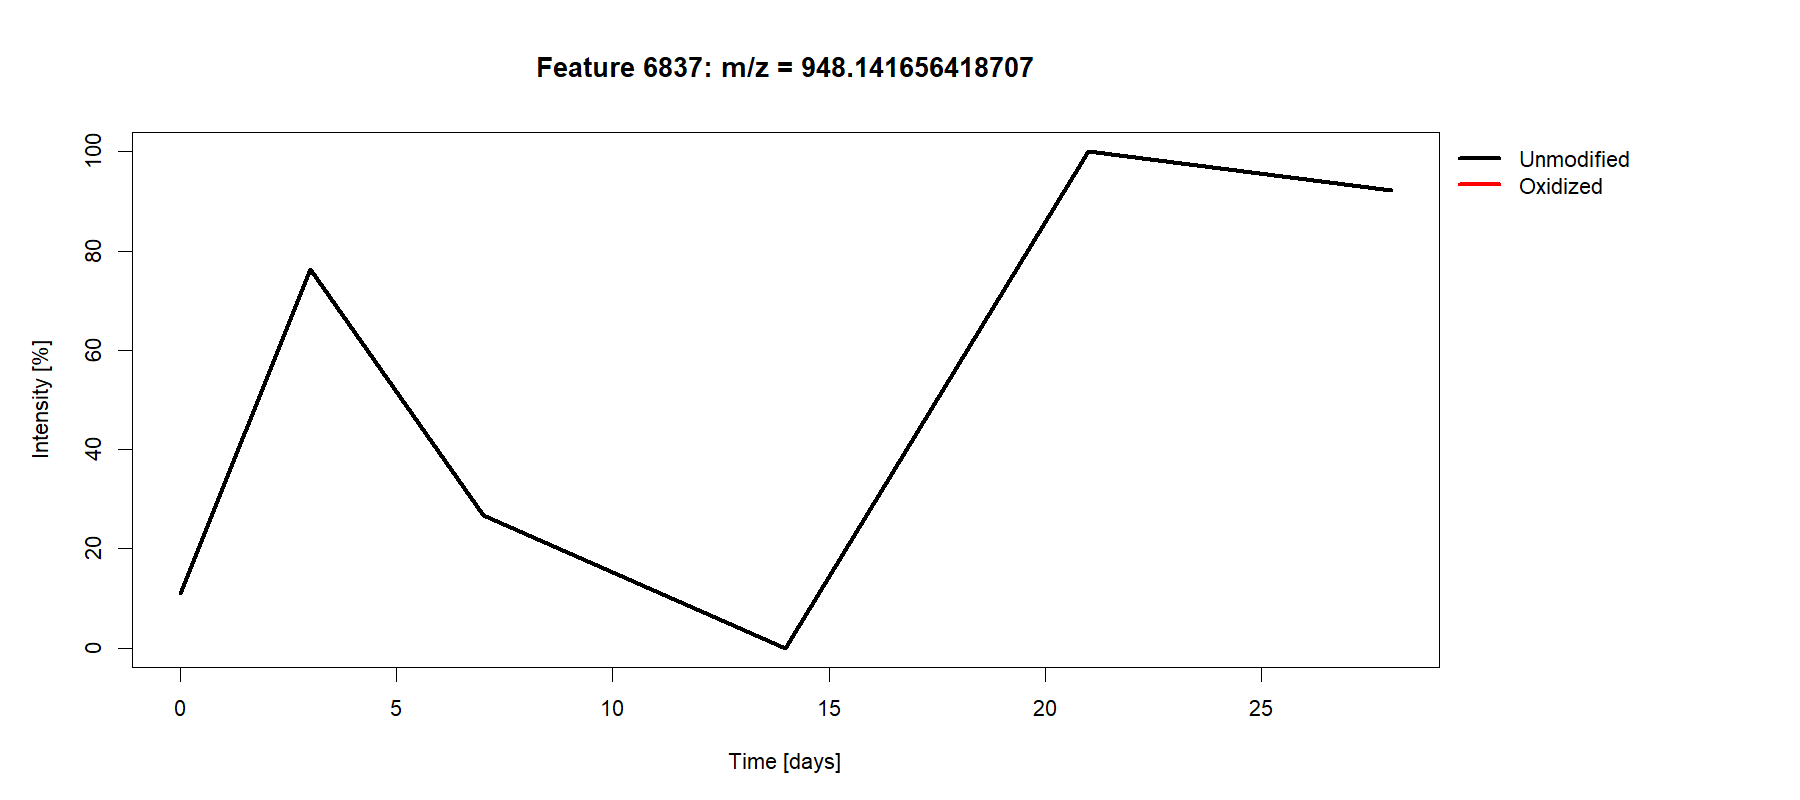 Feature 6837: m/z = 948.141656418707
Unmodified
Oxidized
Intensity [%]
100
80
60
40
20
0
0 5 10 15 20 25
Time [days]